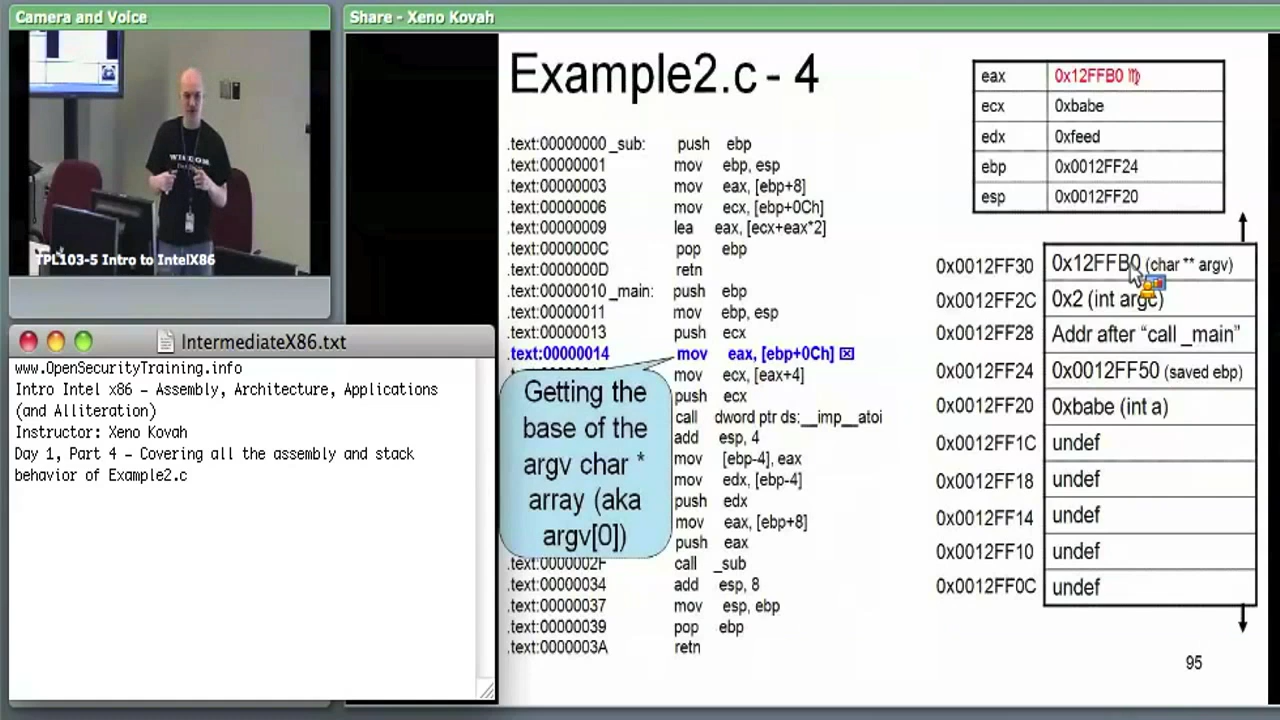 Camera and Voice
WISDOM
TPL103-5 Intro to IntelX86
IntermediateX86.txt
www.OpenSecurityTraining.info
Intro Intel x86 – Assembly, Architecture, Applications
(and Alliteration)
Instructor: Xeno Kovah
Day 1, Part 4 – Covering all the assembly and stack
behavior of Example2.c
Share - Xeno Kovah
Example2.c - 4
.text:00000000 _sub: push ebp
.text:00000001 mov ebp, esp
.text:00000003 mov eax, [ebp+8]
.text:00000006 mov ecx, [ebp+0Ch]
.text:00000009 lea eax, [ecx+eax*2]
.text:0000000C pop ebp
.text:0000000D retn
.text:00000010 _main: push ebp
.text:00000011 mov ebp, esp
.text:00000013 push ecx
.text:00000014 mov eax, [ebp+0Ch] ☒
mov ecx, [eax+4]
push ecx
call dword ptr ds:__imp__atoi
add esp, 4
mov [ebp-4], eax
mov edx, [ebp-4]
push edx
mov eax, [ebp+8]
push eax
.text:0000002F call _sub
.text:00000034 add esp, 8
.text:00000037 mov esp, ebp
.text:00000039 pop ebp
.text:0000003A retn
Getting the
base of the
argv char *
array (aka
argv[0])
eax 0x12FFB0 ♍
ecx 0xbabe
edx 0xfeed
ebp 0x0012FF24
esp 0x0012FF20
0x0012FF30 0x12FFB0 (char ** argv)
0x0012FF2C 0x2 (int argc)
0x0012FF28 Addr after “call _main”
0x0012FF24 0x0012FF50 (saved ebp)
0x0012FF20 0xbabe (int a)
0x0012FF1C undef
0x0012FF18 undef
0x0012FF14 undef
0x0012FF10 undef
0x0012FF0C undef
95